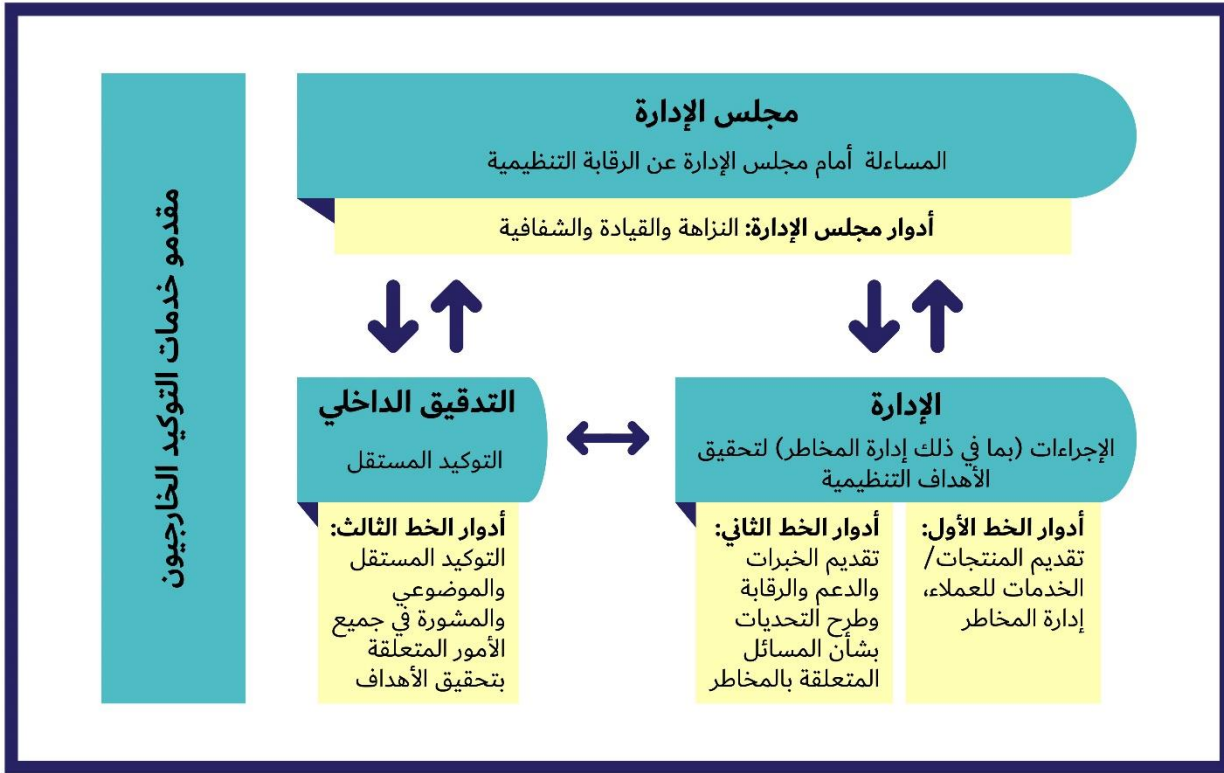 مجلس الإدارة
المساءلة أمام مجلس الإدارة عن الرقابة التنظيمية
أدوار مجلس الإدارة: النزاهة والقيادة والشفافية
الإدارة
الإجراءات (بما في ذلك إدارة المخاطر) لتحقيق
الأهداف التنظيمية
أدوار الخط الأول:
تقديم المنتجات/
الخدمات للعملاء،
إدارة المخاطر
أدوار الخط الثاني:
تقديم الخبرات
والدعم والرقابة
وطرح التحديات
بشأن المسائل
المتعلقة بالمخاطر
التدقيق الداخلي
التوكيد المستقل
أدوار الخط الثالث:
التوكيد المستقل
والموضوعي
والمشورة في جميع
الأمور المتعلقة
بتحقيق الأهداف
مقدمو خدمات التوكيد الخارجيون